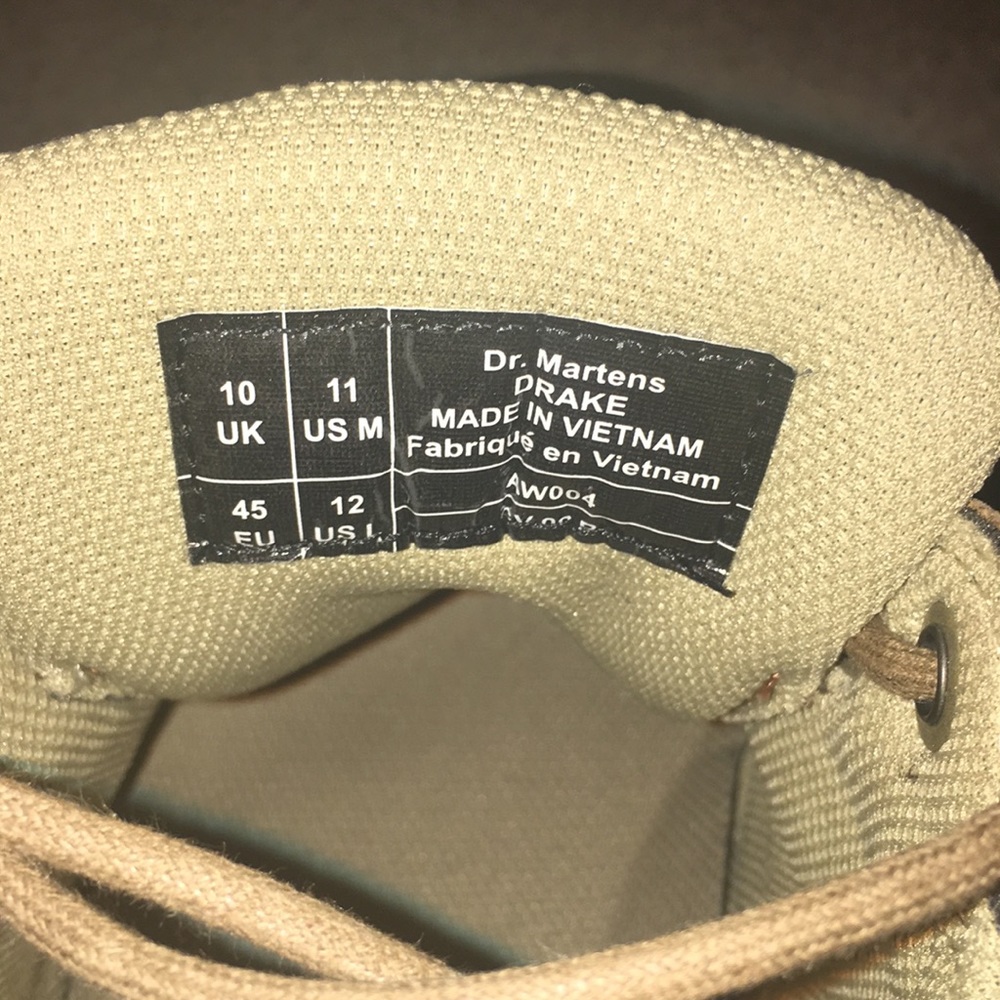 10
UK
11
US M
45
EU
12
US L
Dr. Martens
DRAKE
MADE IN VIETNAM
Fabriqué en Vietnam
AW004